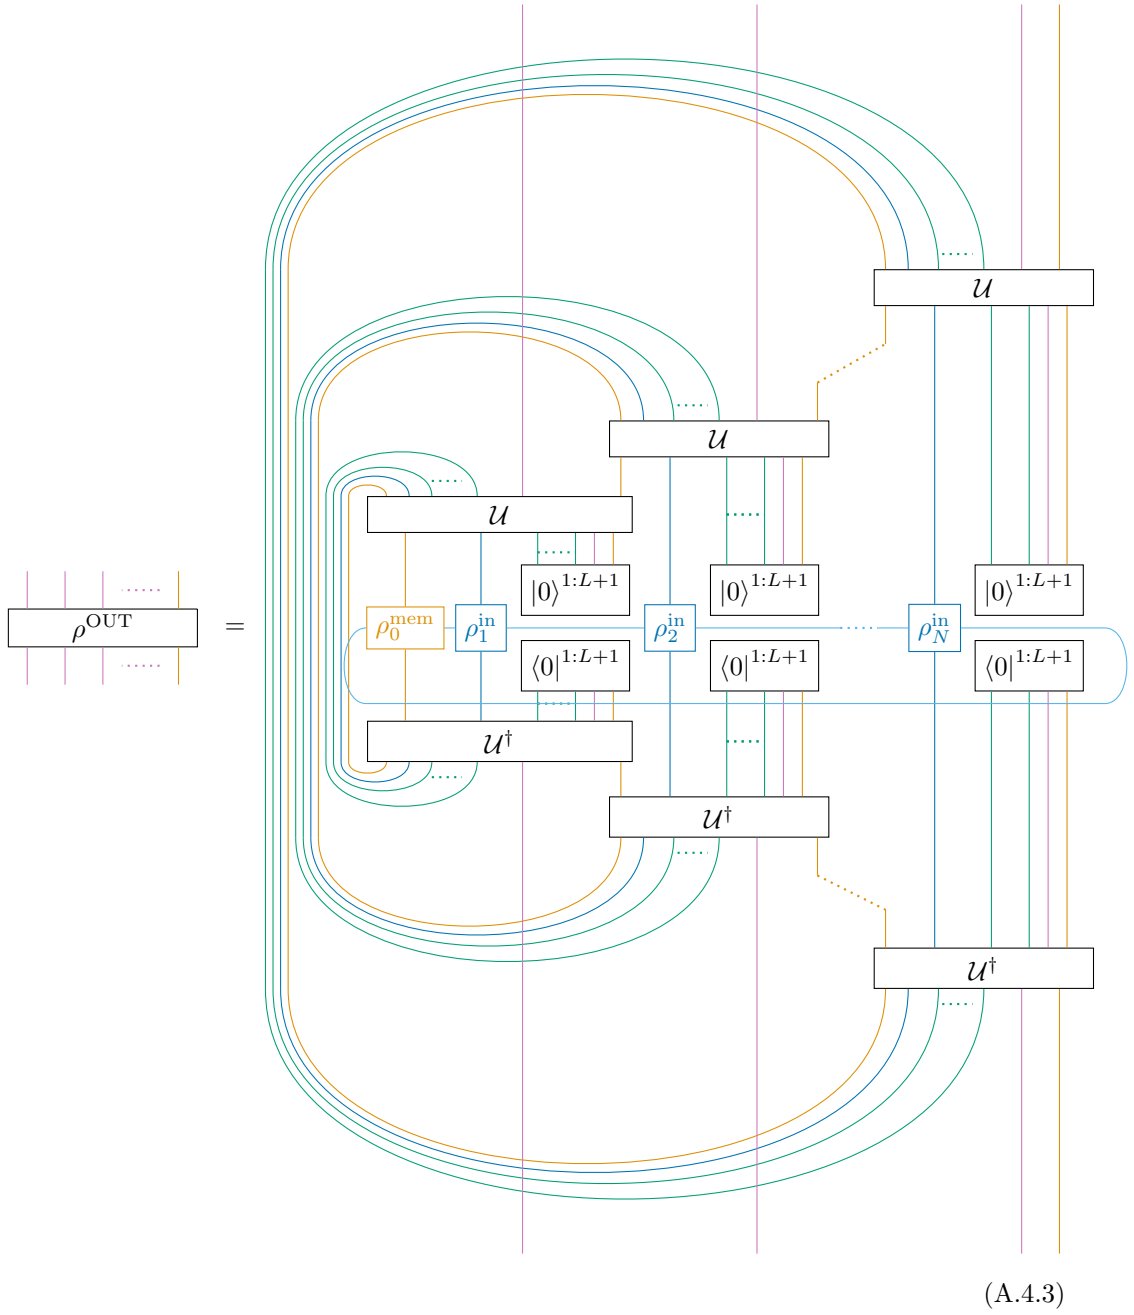 𝒰
𝒰
𝒰
|0⟩^{1:L+1} |0⟩^{1:L+1} |0⟩^{1:L+1}
ρ^{OUT} = ρ_0^{mem} ρ_1^{in} ρ_2^{in} ρ_N^{in}
⟨0|^{1:L+1} ⟨0|^{1:L+1} ⟨0|^{1:L+1}
𝒰^†
𝒰^†
𝒰^†
(A.4.3)